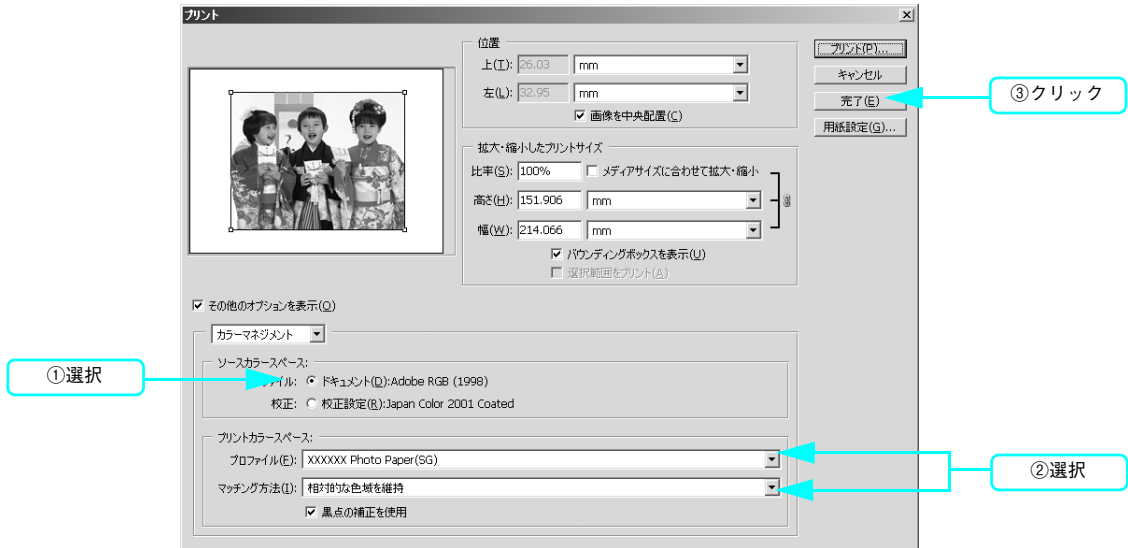 プリント
位置
上(T): 26.03 mm
左(L): 32.95 mm
画像を中央配置(C)
プリント(P)...
キャンセル
完了(E)
用紙設定(G)...
③クリック
拡大・縮小したプリントサイズ
比率(S): 100% メディアサイズに合わせて拡大・縮小
高さ(H): 151.906 mm
幅(W): 214.066 mm
バウンディングボックスを表示(U)
選択範囲をプリント(A)
その他のオプションを表示(O)
カラーマネジメント
ソースカラースペース:
①選択
ァイル: ドキュメント(D):Adobe RGB (1998)
校正: 校正設定(R):Japan Color 2001 Coated
プリントカラースペース:
プロファイル(F): XXXXXX Photo Paper(SG)
マッチング方法(I): 相対的な色域を維持
②選択
黒点の補正を使用